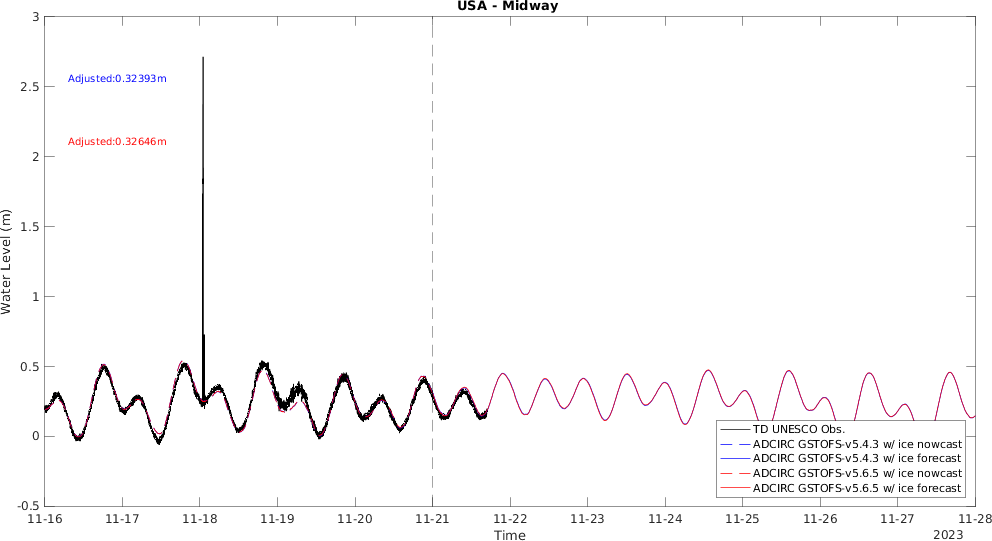 USA - Midway
3
2.5
2
1.5
1
0.5
0
-0.5
Water Level (m)
Adjusted:0.32393m
Adjusted:0.32646m
TD UNESCO Obs.
ADCIRC GSTOFS-v5.4.3 w/ ice nowcast
ADCIRC GSTOFS-v5.4.3 w/ ice forecast
ADCIRC GSTOFS-v5.6.5 w/ ice nowcast
ADCIRC GSTOFS-v5.6.5 w/ ice forecast
11-16 11-17 11-18 11-19 11-20 11-21 11-22 11-23 11-24 11-25 11-26 11-27 11-28
Time
2023